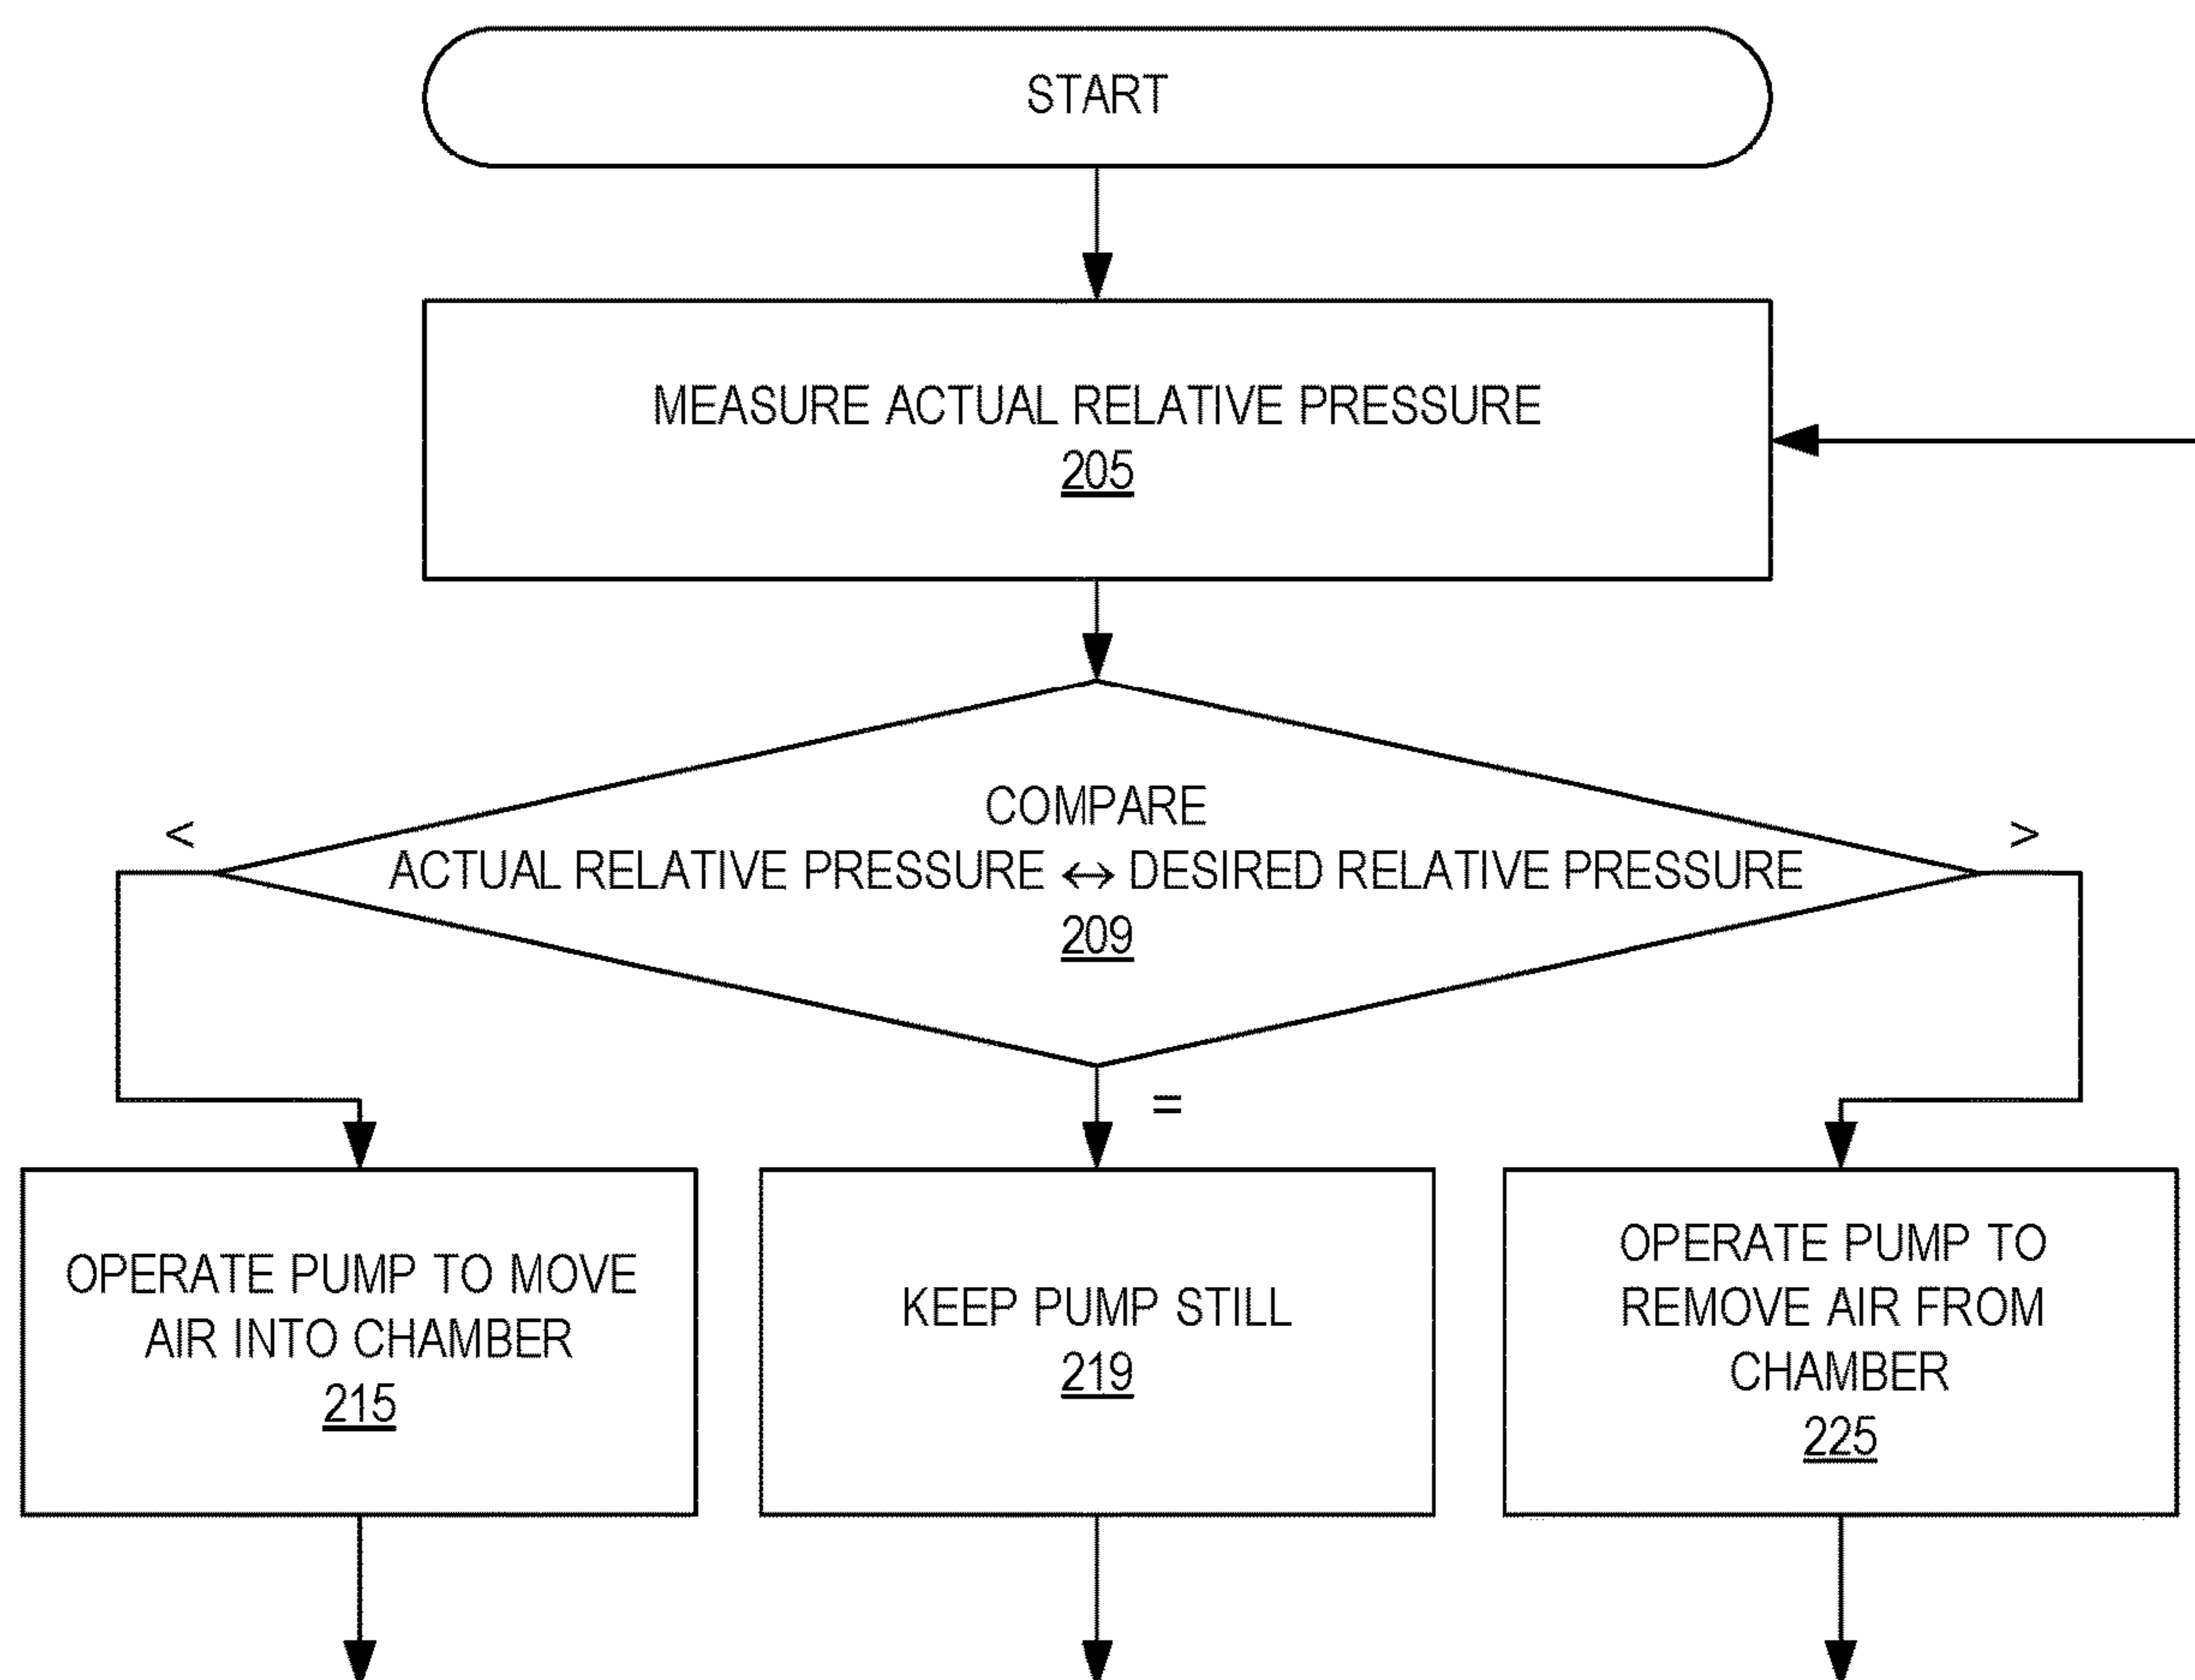 START
MEASURE ACTUAL RELATIVE PRESSURE
205
COMPARE
ACTUAL RELATIVE PRESSURE ↔ DESIRED RELATIVE PRESSURE
209
<
>
=
OPERATE PUMP TO MOVE
AIR INTO CHAMBER
215
KEEP PUMP STILL
219
OPERATE PUMP TO
REMOVE AIR FROM
CHAMBER
225